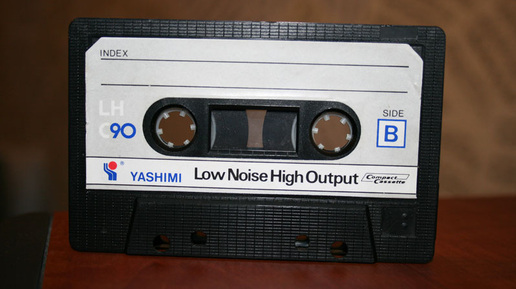 INDEX
LH
C90
SIDE
B
YASHIMI Low Noise High Output Compact Cassette